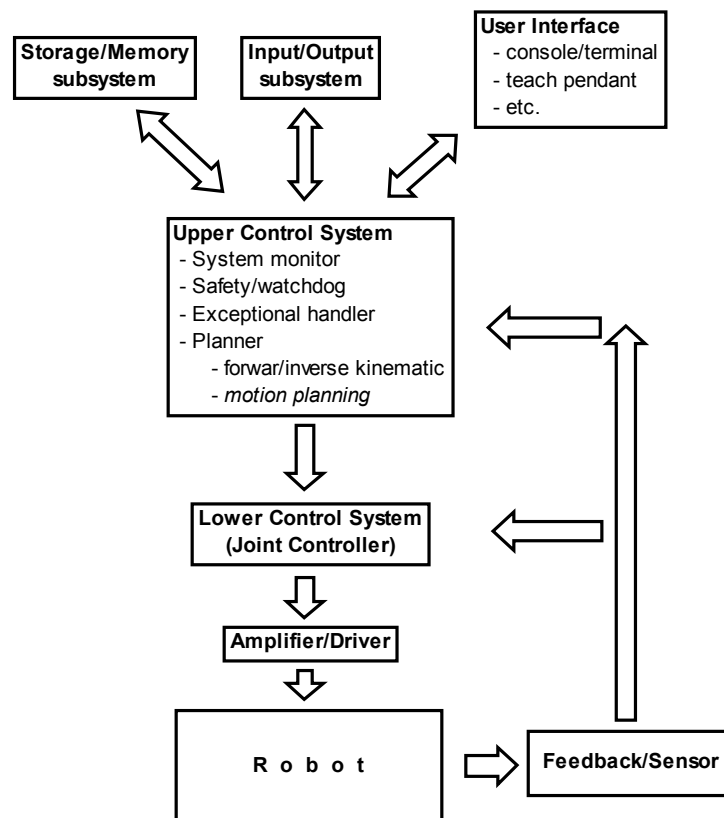 Storage/Memory
subsystem
Input/Output
subsystem
User Interface
- console/terminal
- teach pendant
- etc.
Upper Control System
- System monitor
- Safety/watchdog
- Exceptional handler
- Planner
- forwar/inverse kinematic
- motion planning
Lower Control System
(Joint Controller)
Amplifier/Driver
R o b o t
Feedback/Sensor